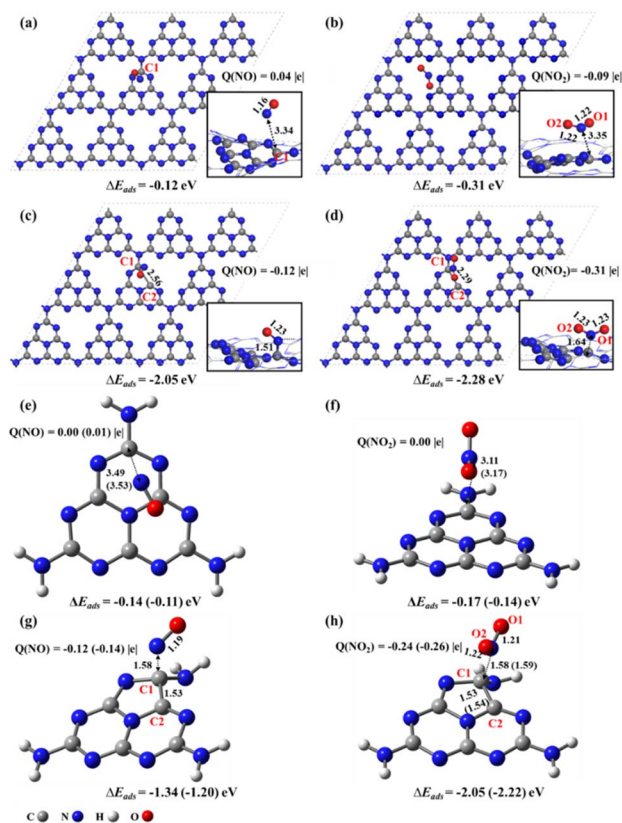 (a)
C1
Q(NO) = 0.04 |e|
1.16
3.34
ΔEads = -0.12 eV
(b)
Q(NO2) = -0.09 |e|
1.22
O2
O1
1.22
3.35
ΔEads = -0.31 eV
(c)
C1
2.56
C2
Q(NO) = -0.12 |e|
1.23
1.51
ΔEads = -2.05 eV
(d)
C1
2.29
C2
Q(NO2)= -0.31 |e|
1.23
1.23
O2
O1
1.64
ΔEads = -2.28 eV
(e)
Q(NO) = 0.00 (0.01) |e|
3.49
(3.53)
ΔEads = -0.14 (-0.11) eV
(f)
Q(NO2) = 0.00 |e|
3.11
(3.17)
ΔEads = -0.17 (-0.14) eV
(g)
Q(NO) = -0.12 (-0.14) |e|
1.19
1.58
C1
1.53
C2
ΔEads = -1.34 (-1.20) eV
(h)
O1
O2
1.21
Q(NO2) = -0.24 (-0.26) |e|
1.22
1.58 (1.59)
C1
1.53
(1.54)
C2
ΔEads = -2.05 (-2.22) eV
C N H O